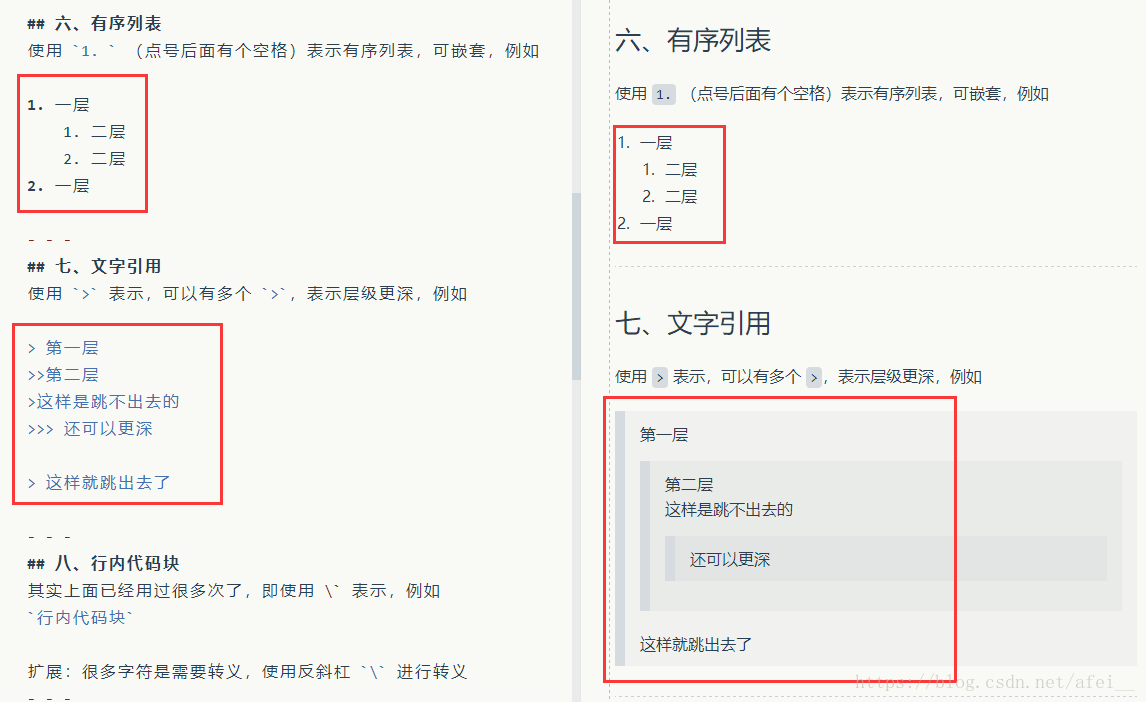 ## 六、有序列表
使用 `1. ` （点号后面有个空格）表示有序列表，可嵌套，例如
1. 一层
1. 二层
2. 二层
2. 一层
- - -
## 七、文字引用
使用 `>` 表示，可以有多个 `>`，表示层级更深，例如
> 第一层
>>第二层
>这样是跳不出去的
>>> 还可以更深
> 这样就跳出去了
- - -
## 八、行内代码块
其实上面已经用过很多次了，即使用 \` 表示，例如
`行内代码块`
扩展：很多字符是需要转义，使用反斜杠 `\` 进行转义
- - -
六、有序列表
使用 1. （点号后面有个空格）表示有序列表，可嵌套，例如
1. 一层
1. 二层
2. 二层
2. 一层
七、文字引用
使用 > 表示，可以有多个 >，表示层级更深，例如
第一层
第二层
这样是跳不出去的
还可以更深
这样就跳出去了
https://blog.csdn.net/afei__